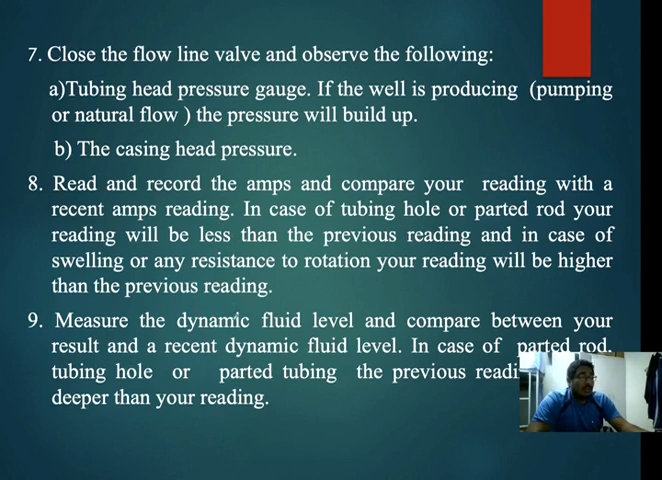 7. Close the flow line valve and observe the following:
a)Tubing head pressure gauge. If the well is producing (pumping
or natural flow ) the pressure will build up.
b) The casing head pressure.
8. Read and record the amps and compare your reading with a
recent amps reading. In case of tubing hole or parted rod your
reading will be less than the previous reading and in case of
swelling or any resistance to rotation your reading will be higher
than the previous reading.
9. Measure the dynamic fluid level and compare between your
result and a recent dynamic fluid level. In case of parted rod,
tubing hole or parted tubing the previous readi
deeper than your reading.